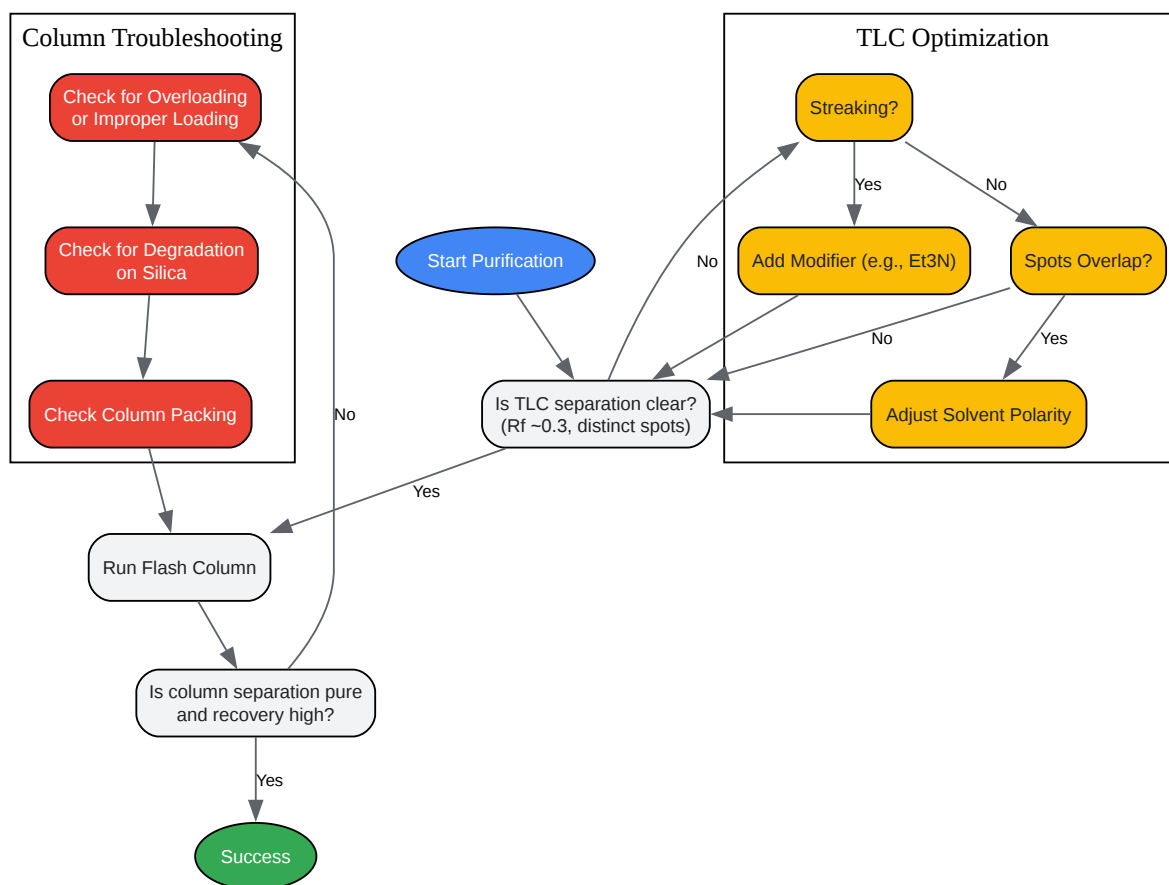 Column Troubleshooting
TLC Optimization
Check for Overloading
or Improper Loading
Streaking?
Yes
No
Check for Degradation
on Silica
Start Purification
No
Add Modifier (e.g., Et3N)
Spots Overlap?
No
Yes
Check Column Packing
Is TLC separation clear?
(Rf ~0.3, distinct spots)
Adjust Solvent Polarity
No
Yes
Run Flash Column
Is column separation pure
and recovery high?
Yes
Success